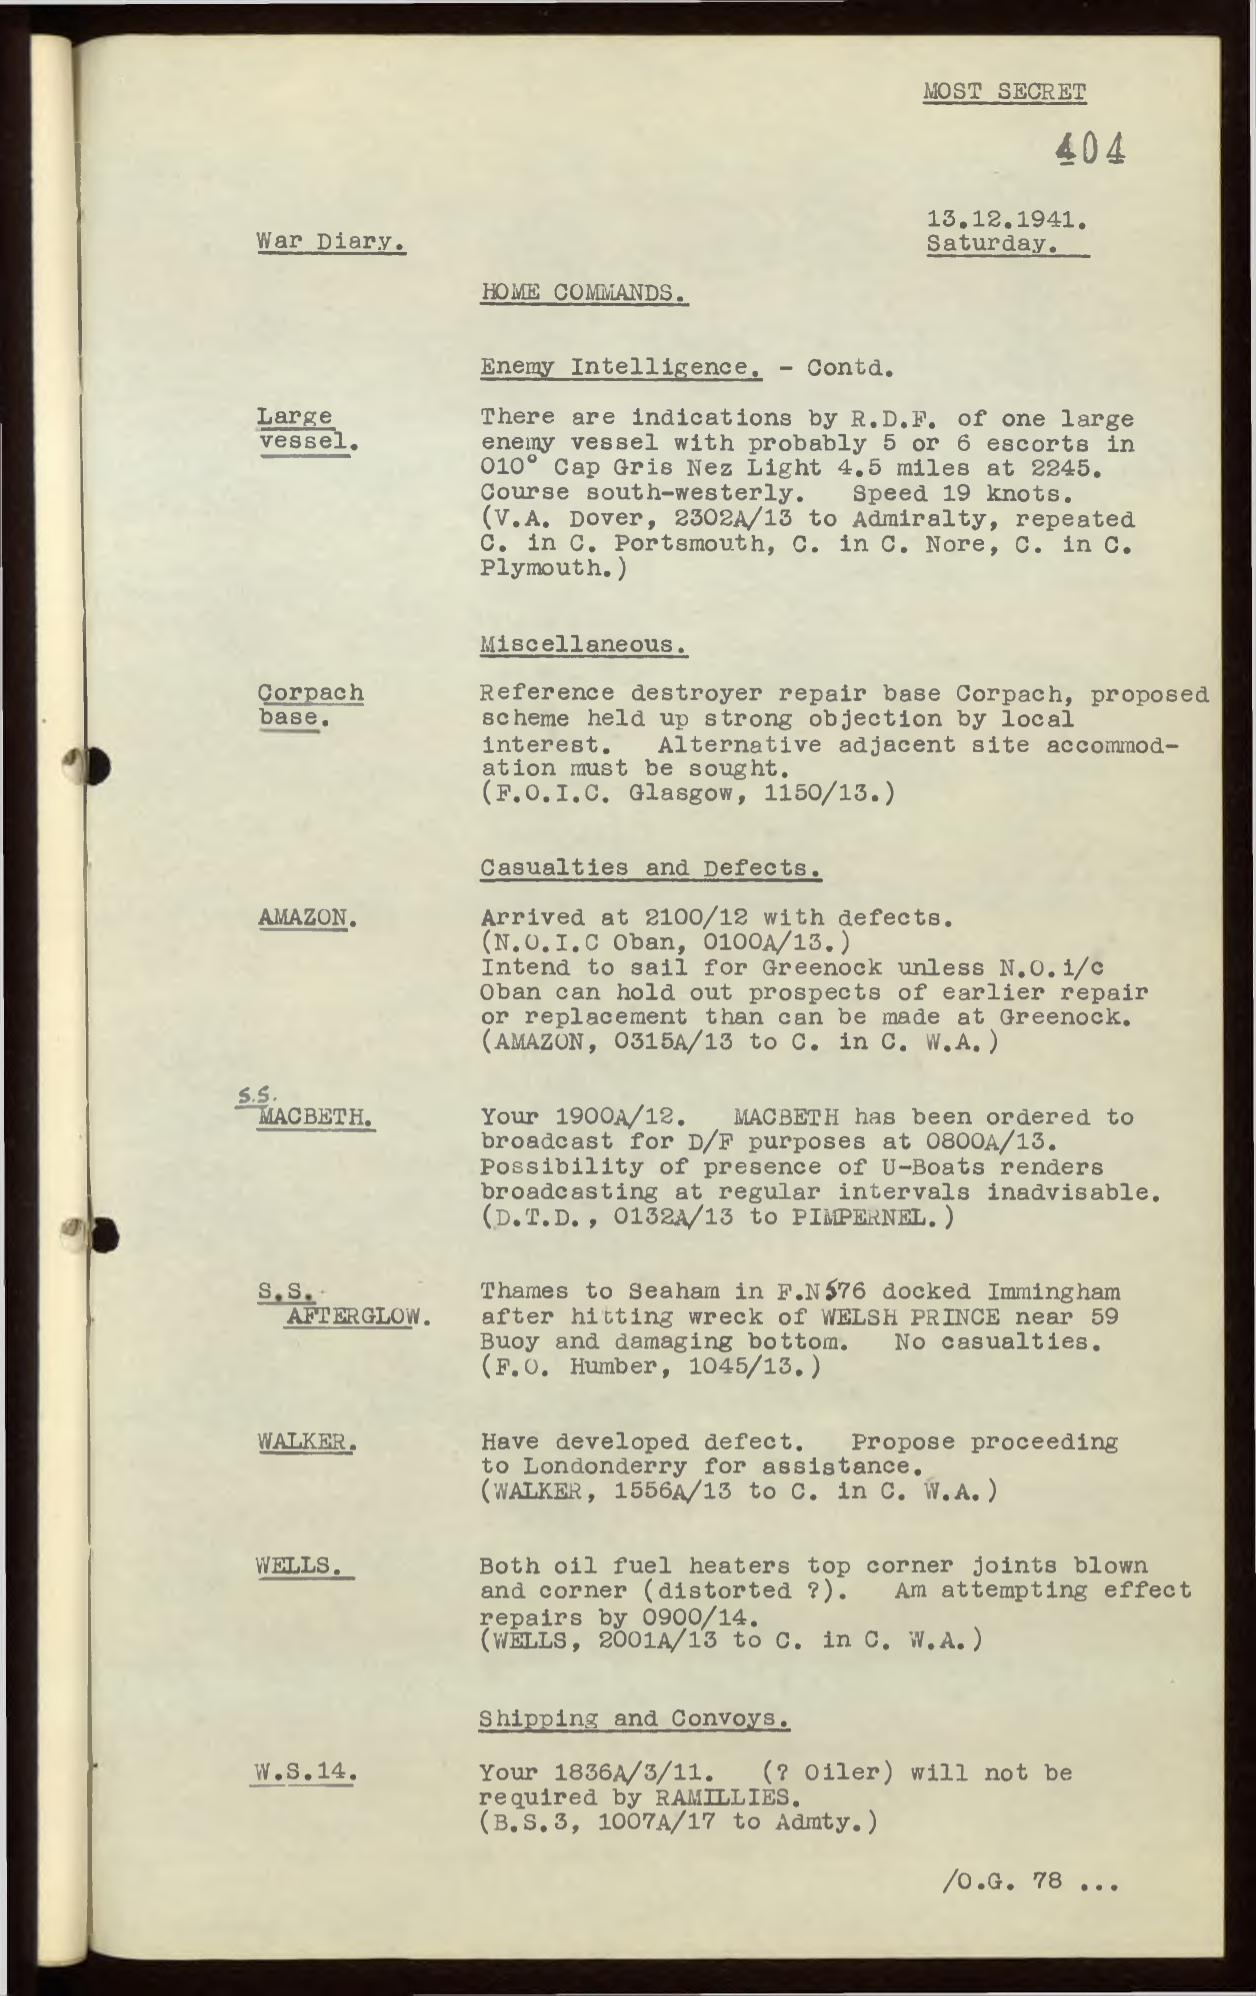 MOST SECRET
404
13.12.1941.
War Diary.
Saturday.
HOME COMMANDS.
Enemy Intelligence. - Contd.
Large
vessel.
There are indications by R.D.F. of one large
enemy vessel with probably 5 or 6 escorts in
010° Cap Gris Nez Light 4.5 miles at 2245.
Course south-westerly. Speed 19 knots.
(V.A. Dover, 2302A/13 to Admiralty, repeated
C. in C. Portsmouth, C. in C. Nore, C. in C.
Plymouth.)
Miscellaneous.
Corpach
base.
Reference destroyer repair base Corpach, proposed
scheme held up strong objection by local
interest. Alternative adjacent site accommod-
ation must be sought.
(F.O.I.C. Glasgow, 1150/13.)
Casualties and Defects.
AMAZON.
Arrived at 2100/12 with defects.
(N.O.I.C Oban, 0100A/13.)
Intend to sail for Greenock unless N.O.i/c
Oban can hold out prospects of earlier repair
or replacement than can be made at Greenock.
(AMAZON, 0315A/13 to C. in C. W.A.)
S.S.
MACBETH.
Your 1900A/12. MACBETH has been ordered to
broadcast for D/F purposes at 0800A/13.
Possibility of presence of U-Boats renders
broadcasting at regular intervals inadvisable.
(D.T.D., 0132A/13 to PIMPERNEL.)
S.S.
AFTERGLOW.
Thames to Seaham in F.N576 docked Immingham
after hitting wreck of WELSH PRINCE near 59
Buoy and damaging bottom. No casualties.
(F.O. Humber, 1045/13.)
WALKER.
Have developed defect. Propose proceeding
to Londonderry for assistance.
(WALKER, 1556A/13 to C. in C. W.A.)
WELLS.
Both oil fuel heaters top corner joints blown
and corner (distorted ?). Am attempting effect
repairs by 0900/14.
(WELLS, 2001A/13 to C. in C. W.A.)
Shipping and Convoys.
W.S.14.
Your 1836A/3/11. (? Oiler) will not be
required by RAMILLIES.
(B.S.3, 1007A/17 to Admty.)
/O.G. 78 ...